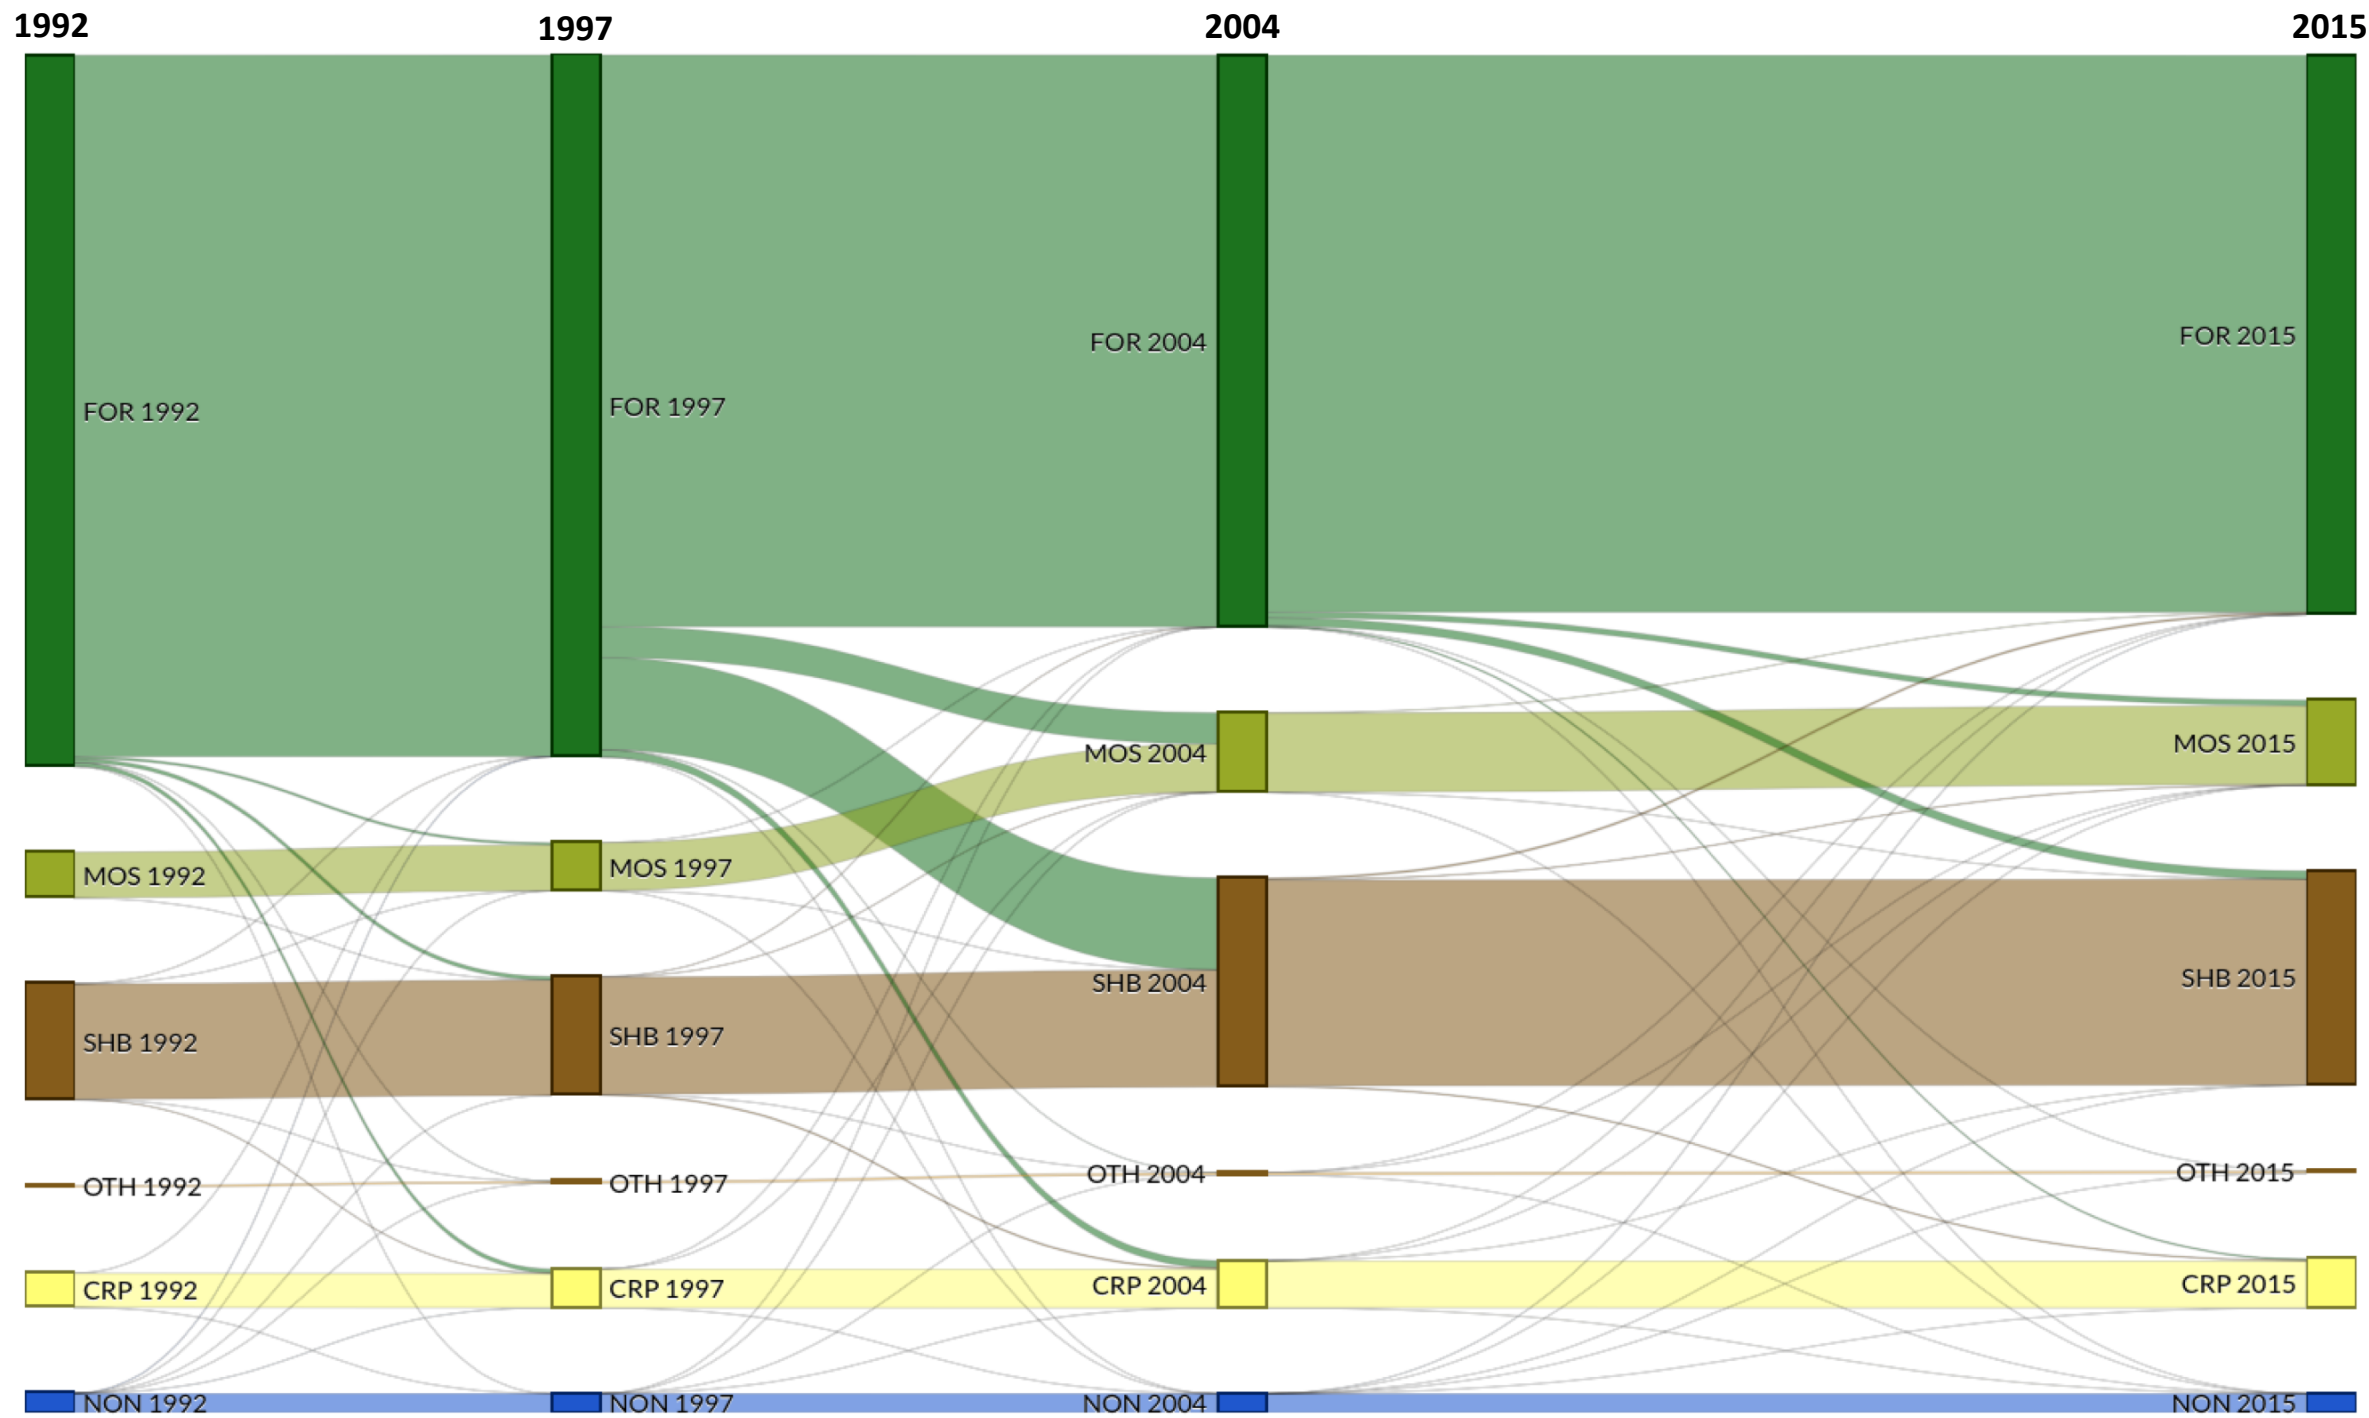 1992
1997
2004
2015
FOR 1992
FOR 1997
FOR 2004
FOR 2015
MOS 1992
MOS 1997
MOS 2004
MOS 2015
SHB 1992
SHB 1997
SHB 2004
SHB 2015
OTH 1992
OTH 1997
OTH 2004
OTH 2015
CRP 1992
CRP 1997
CRP 2004
CRP 2015
NON 1992
NON 1997
NON 2004
NON 2015